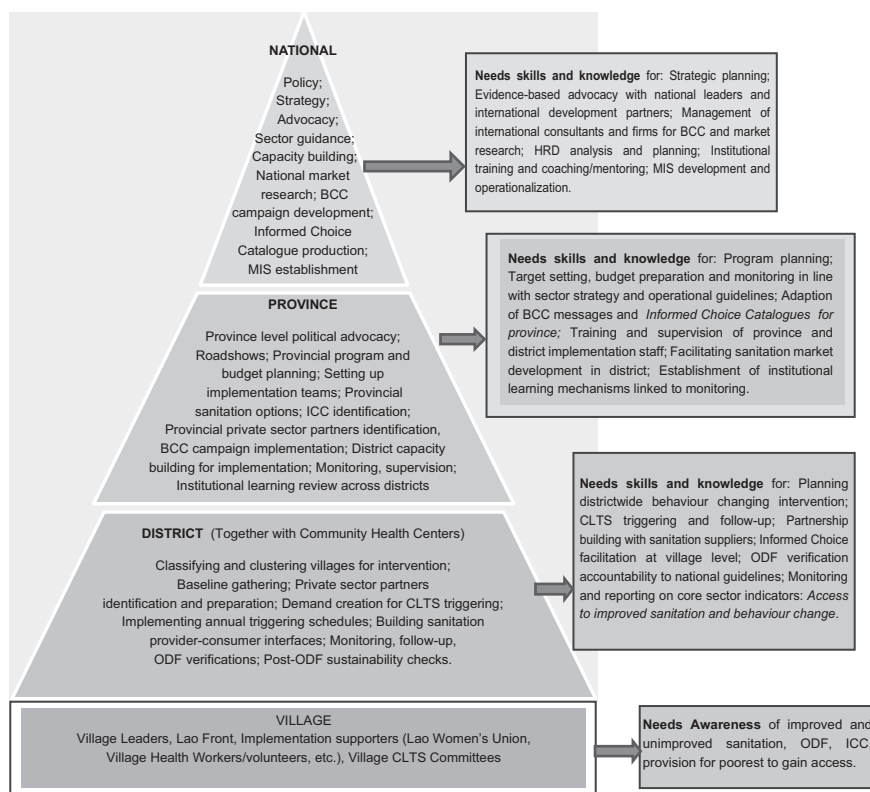 NATIONAL
Policy;
Strategy;
Advocacy;
Sector guidance;
Capacity building;
National market
research; BCC
campaign development;
Informed Choice
Catalogue production;
MIS establishment
Needs skills and knowledge for: Strategic planning;
Evidence-based advocacy with national leaders and
international development partners; Management of
international consultants and firms for BCC and market
research; HRD analysis and planning; Institutional
training and coaching/mentoring; MIS development and
operationalization.
PROVINCE
Province level political advocacy;
Roadshows; Provincial program and
budget planning; Setting up
implementation teams; Provincial
sanitation options; ICC identification;
Provincial private sector partners identification,
BCC campaign implementation; District capacity
building for implementation; Monitoring, supervision;
Institutional learning review across districts
Needs skills and knowledge for: Program planning;
Target setting, budget preparation and monitoring in line
with sector strategy and operational guidelines; Adaption
of BCC messages and Informed Choice Catalogues for
province; Training and supervision of province and
district implementation staff; Facilitating sanitation market
development in district; Establishment of institutional
learning mechanisms linked to monitoring.
DISTRICT (Together with Community Health Centers)
Classifying and clustering villages for intervention;
Baseline gathering; Private sector partners
identification and preparation; Demand creation for CLTS triggering;
Implementing annual triggering schedules; Building sanitation
provider-consumer interfaces; Monitoring, follow-up,
ODF verifications; Post-ODF sustainability checks.
Needs skills and knowledge for: Planning
districtwide behaviour changing intervention;
CLTS triggering and follow-up; Partnership
building with sanitation suppliers; Informed Choice
facilitation at village level; ODF verification
accountability to national guidelines; Monitoring
and reporting on core sector indicators: Access
to improved sanitation and behaviour change.
VILLAGE
Village Leaders, Lao Front, Implementation supporters (Lao Women's Union,
Village Health Workers/volunteers, etc.), Village CLTS Committees
Needs Awareness of improved and
unimproved sanitation, ODF, ICC,
provision for poorest to gain access.